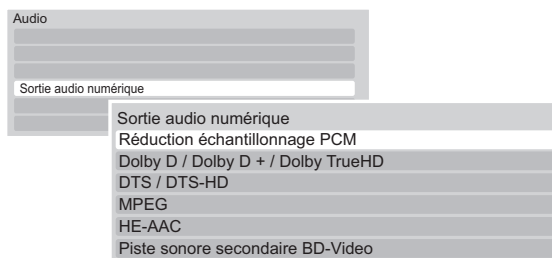 Audio
Sortie audio numérique
Sortie audio numérique
Réduction échantillonnage PCM
Dolby D / Dolby D + / Dolby TrueHD
DTS / DTS-HD
MPEG
HE-AAC
Piste sonore secondaire BD-Video